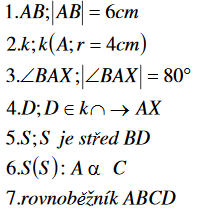 1.AB;|AB| = 6cm
2.k;k(A;r = 4cm)
3.∠BAX;|∠BAX| = 80°
4.D;D ∈ k∩ → AX
5.S;S je střed BD
6.S(S): A α C
7.rovnoběžník ABCD